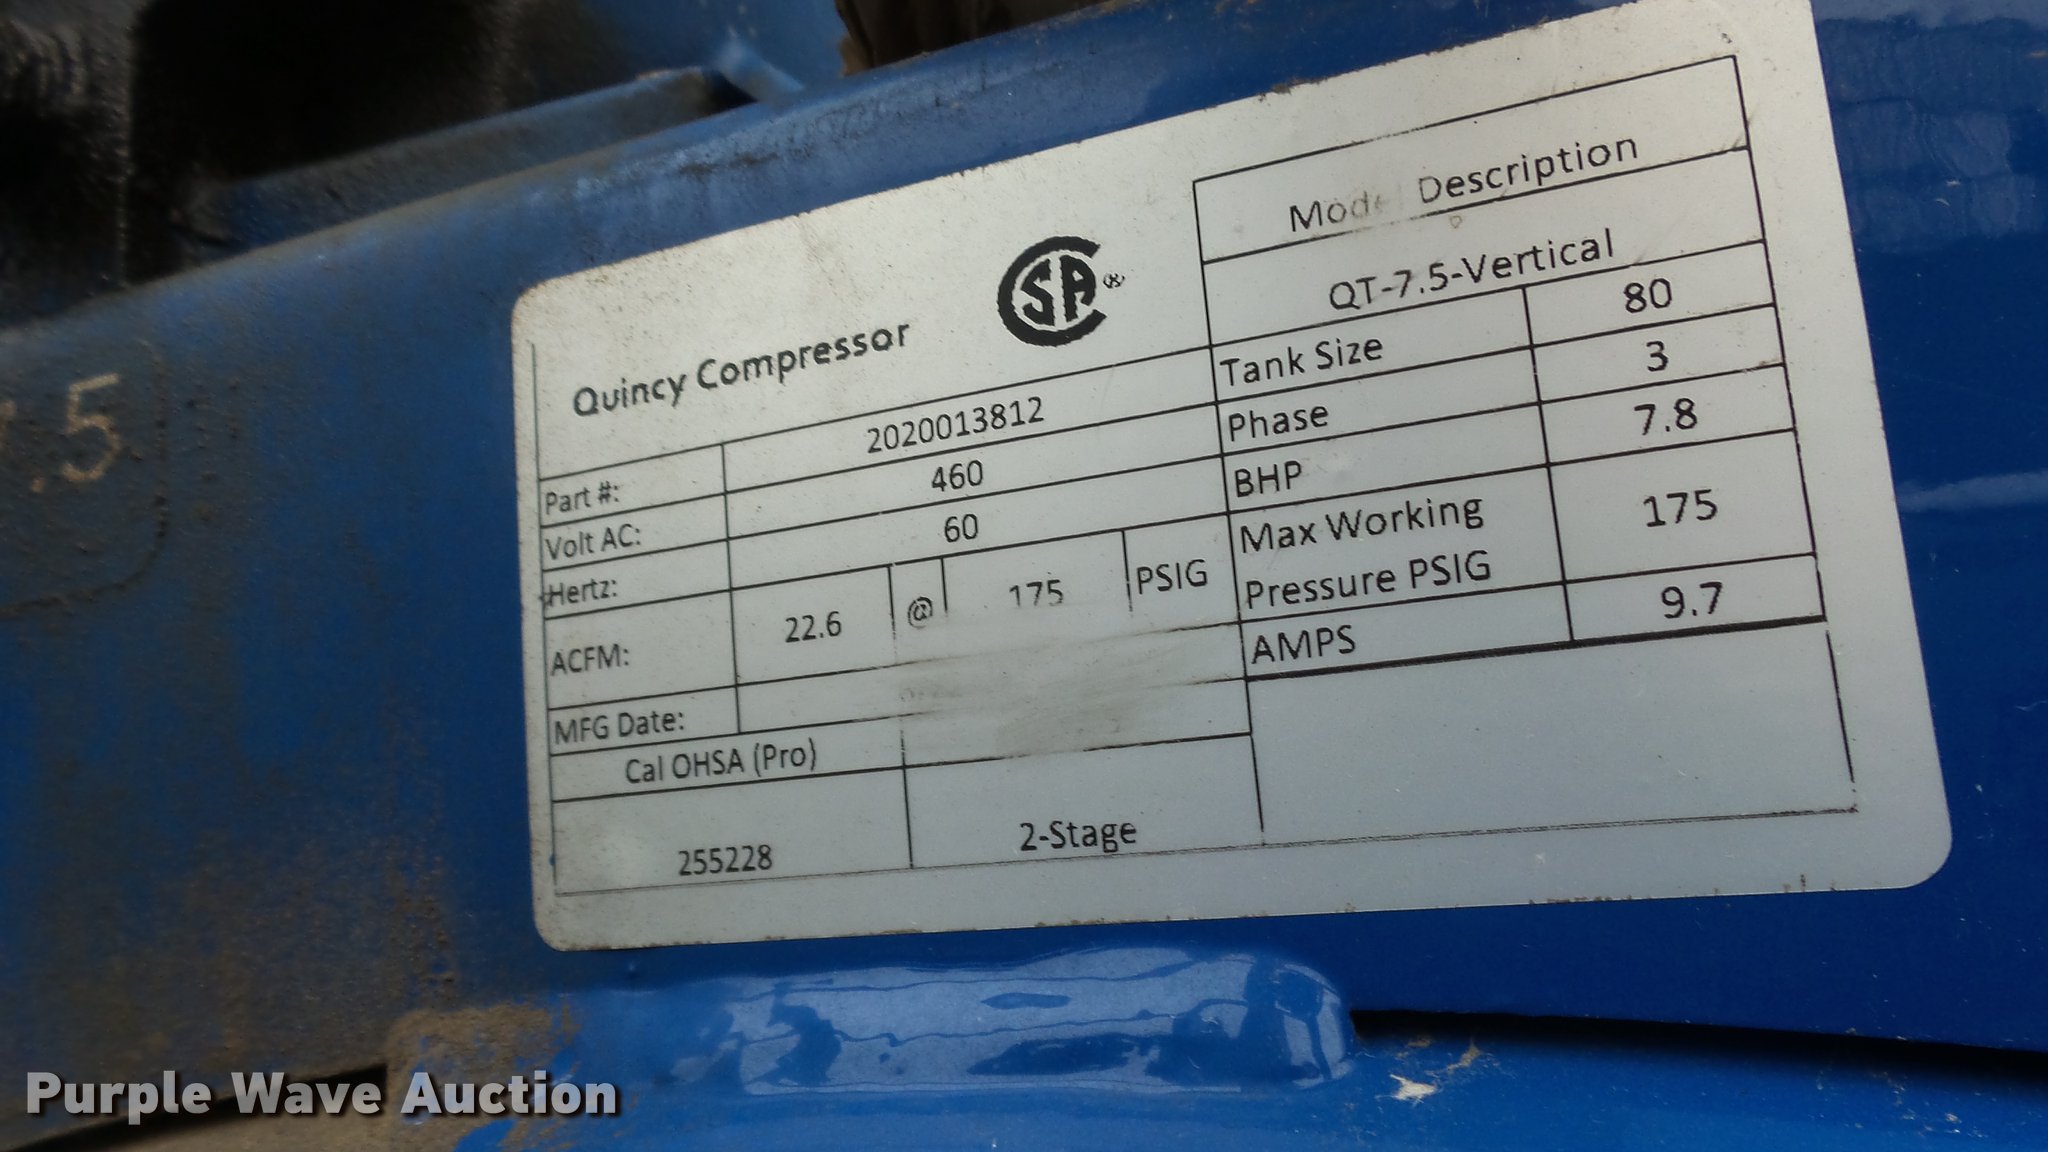 .5
Quincy Compressor
CSA®
Model Description
QT-7.5-Vertical
Tank Size 80
Phase 3
BHP 7.8
Max Working Pressure PSIG 175
AMPS 9.7
Part #: 2020013812
Volt AC: 460
Hertz: 60
ACFM: 22.6 @ 175 PSIG
MFG Date:
Cal OHSA (Pro)
255228
2-Stage
Purple Wave Auction